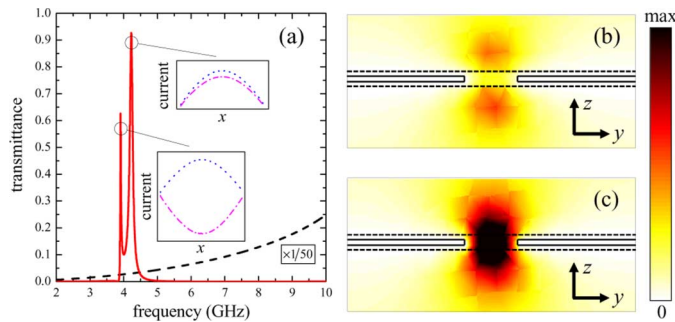 (a)
1.0
0.9
0.8
0.7
0.6
0.5
0.4
0.3
0.2
0.1
0.0
transmittance
current
x
current
x
×1/50
2 3 4 5 6 7 8 9 10
frequency (GHz)
(b)
z
y
(c)
z
y
max
0